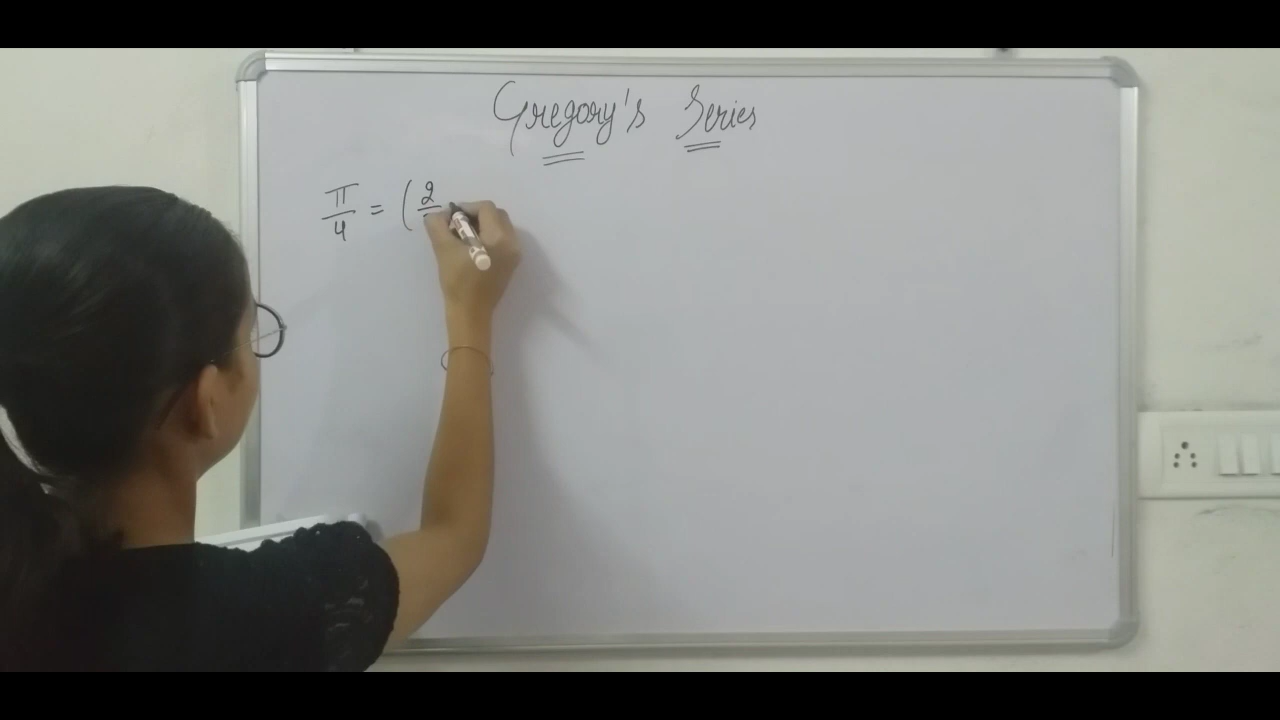 Gregory's Series
π/4 = (2/